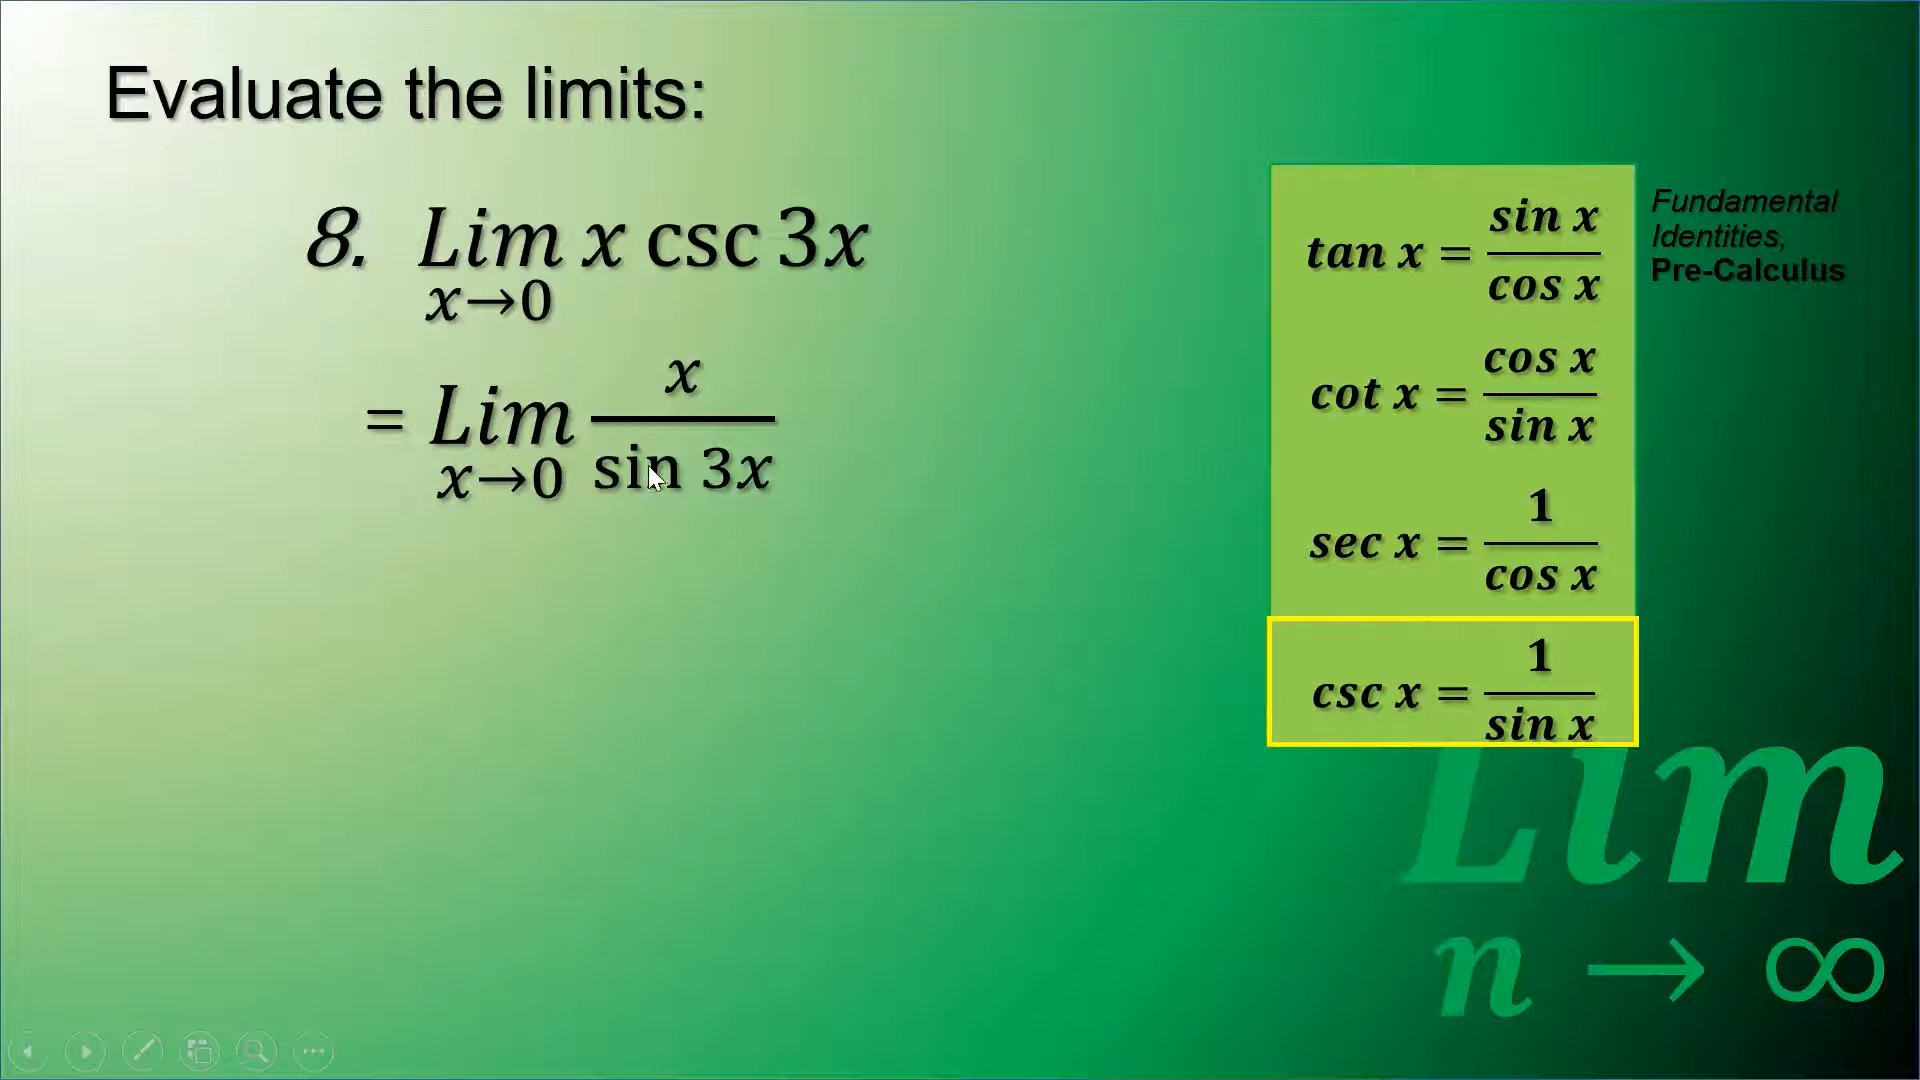 Evaluate the limits:
8. Lim x csc 3x
x→0
= Lim x / sin 3x
x→0
tan x = sin x / cos x
cot x = cos x / sin x
sec x = 1 / cos x
csc x = 1 / sin x
Fundamental
Identities,
Pre-Calculus
Lim
n → ∞